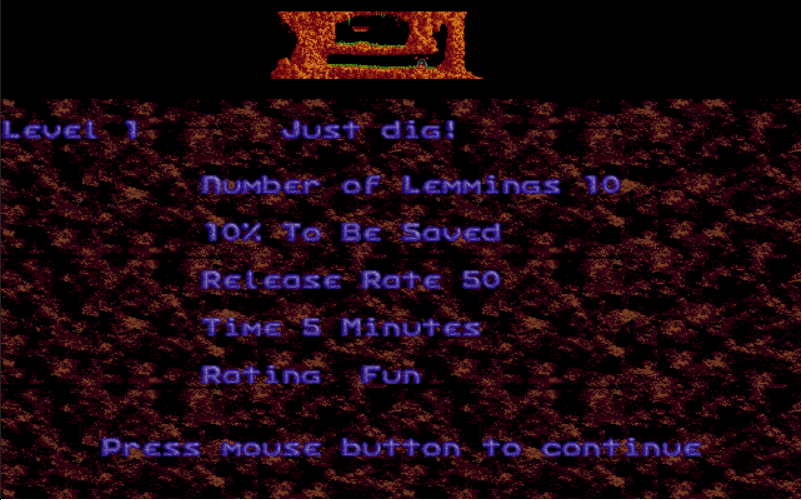 Level 1 Just dig!
Number of Lemmings 10
10% To Be Saved
Release Rate 50
Time 5 Minutes
Rating Fun
Press mouse button to continue